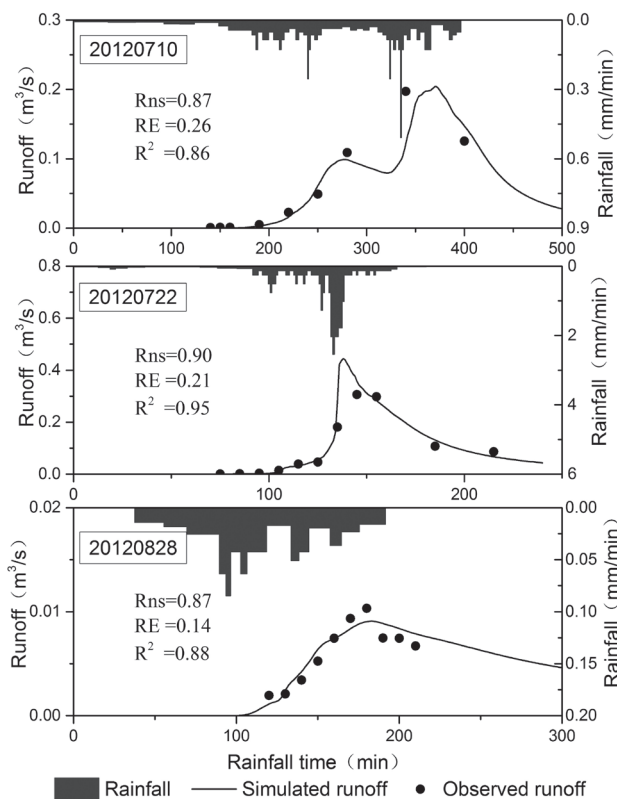 20120710
Rns=0.87
RE =0.26
R² =0.86
Runoff（m³/s）
0.3
0.2
0.1
0.0
Rainfall（mm/min）
0.0
0.3
0.6
0.9
0 100 200 300 400 500
20120722
Rns=0.90
RE =0.21
R² =0.95
Runoff（m³/s）
0.8
0.6
0.4
0.2
0.0
Rainfall（mm/min）
0
2
4
6
0 100 200
20120828
Rns=0.87
RE =0.14
R² =0.88
Runoff（m³/s）
0.02
0.01
0.00
Rainfall（mm/min）
0.00
0.05
0.10
0.15
0.20
0 100 200 300
Rainfall time（min）
Rainfall Simulated runoff Observed runoff